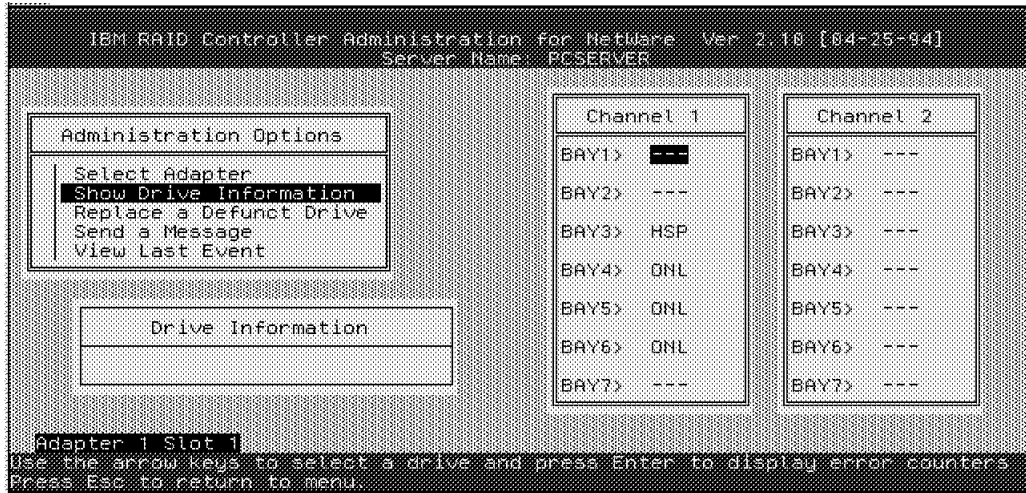 IBM RAID Controller Administration for NetWare Ver 2.10 [04-25-94]
Server Name: PCSERVER
Administration Options
Select Adapter
Show Drive Information
Replace a Defunct Drive
Send a Message
View Last Event
Drive Information
Channel 1
BAY1> ---
BAY2> ---
BAY3> HSP
BAY4> ONL
BAY5> ONL
BAY6> ONL
BAY7> ---
Channel 2
BAY1> ---
BAY2> ---
BAY3> ---
BAY4> ---
BAY5> ---
BAY6> ---
BAY7> ---
Adapter 1 Slot 1
Use the arrow keys to select a drive and press Enter to display error counters
Press Esc to return to menu.